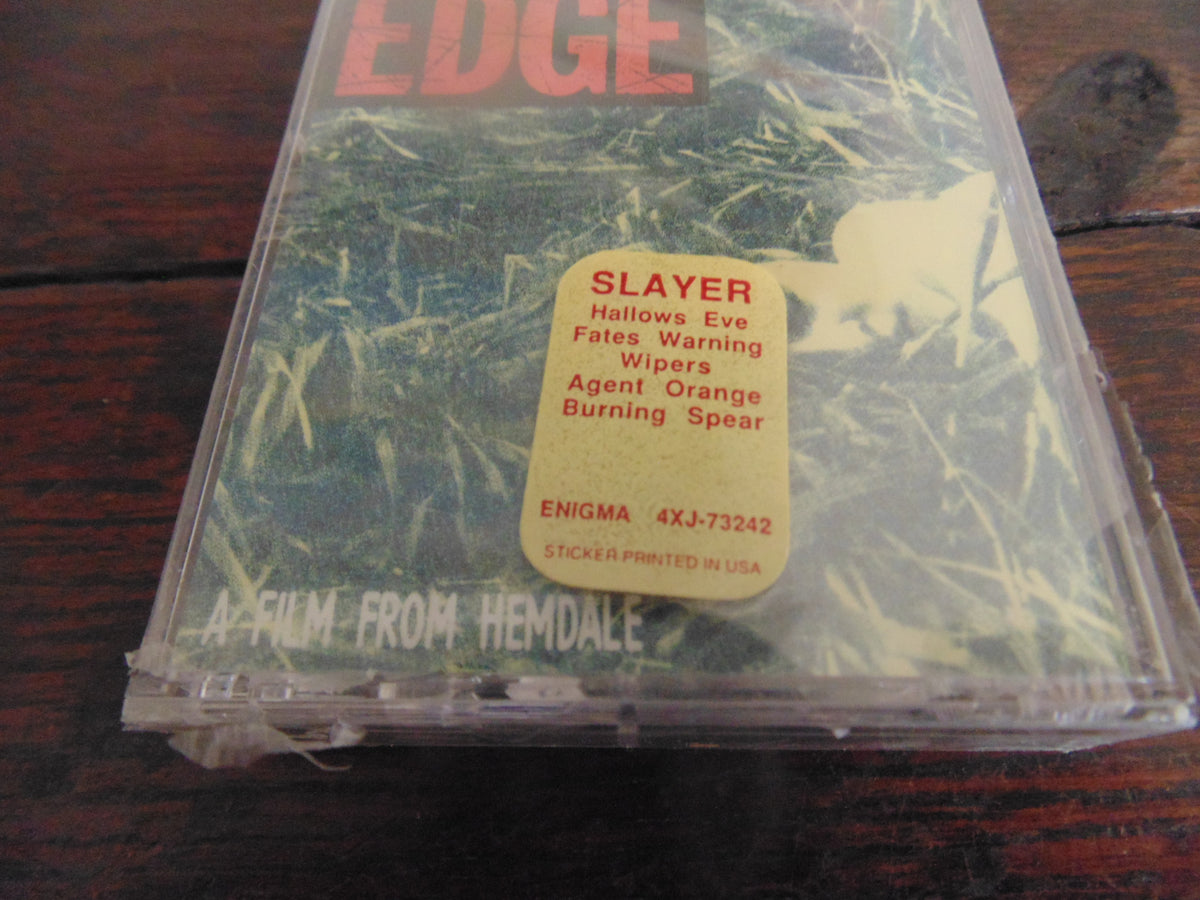 EDGE
SLAYER
Hallows Eve
Fates Warning
Wipers
Agent Orange
Burning Spear
ENIGMA 4XJ-73242
STICKER PRINTED IN USA
A FILM FROM HEMDALE